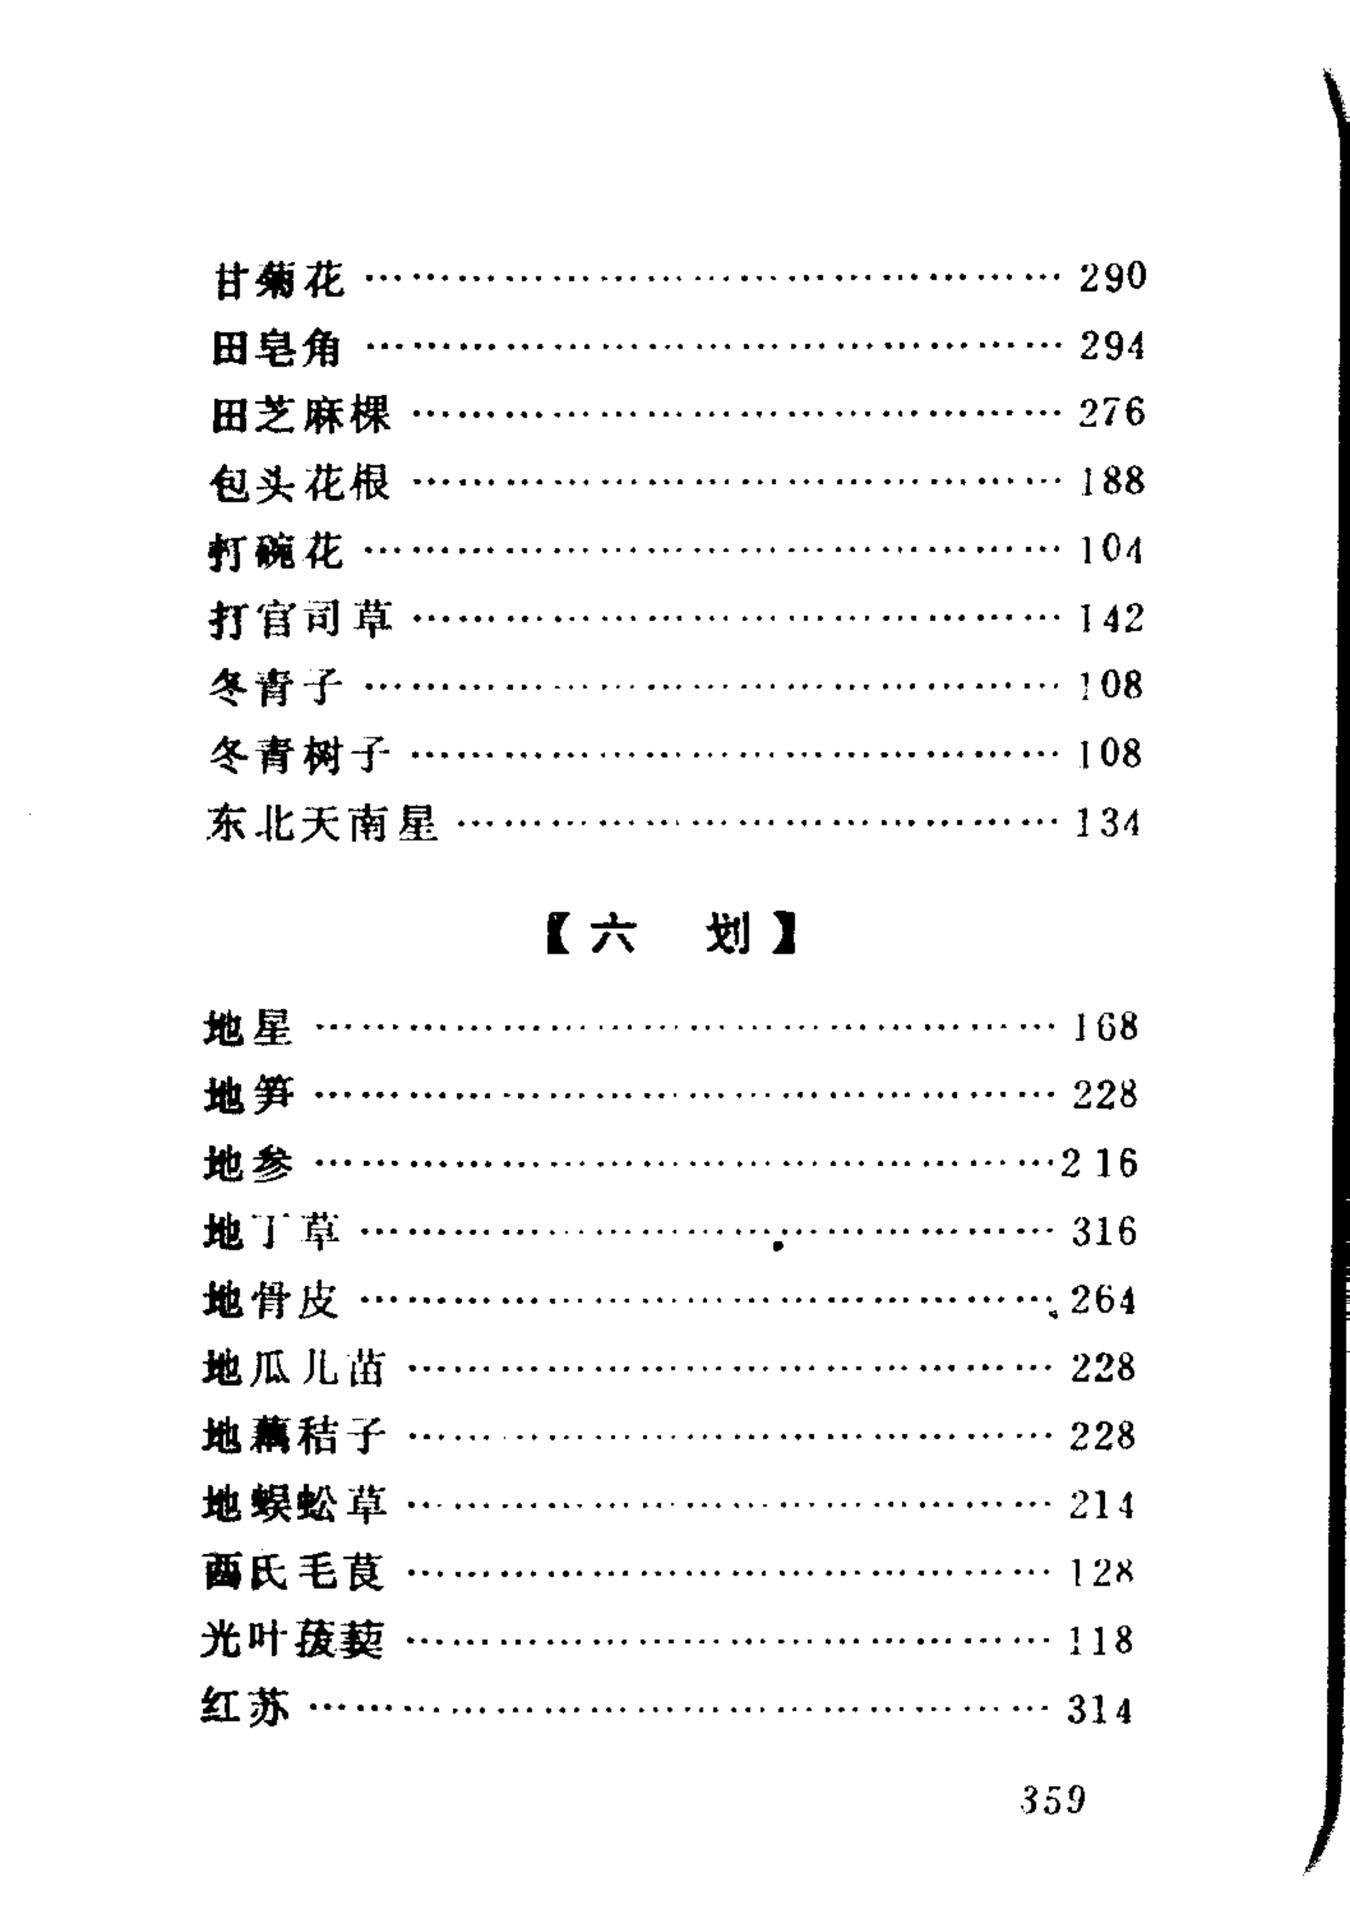 甘菊花 …………………………………… 290
田皂角 …………………………………… 294
田芝麻棵 ………………………………… 276
包头花根 ………………………………… 188
打碗花 …………………………………… 104
打官司草 ………………………………… 142
冬青子 …………………………………… 108
冬青树子 ………………………………… 108
东北天南星 ……………………………… 134
【六 划】
地星 ……………………………………… 168
地笋 ……………………………………… 228
地参 ……………………………………… 216
地丁草 …………………………………… 316
地骨皮 …………………………………… 264
地瓜儿苗 ………………………………… 228
地藕秸子 ………………………………… 228
地蜈蚣草 ………………………………… 214
茴氏毛茛 ………………………………… 128
光叶菝葜 ………………………………… 118
红苏 ……………………………………… 314
359